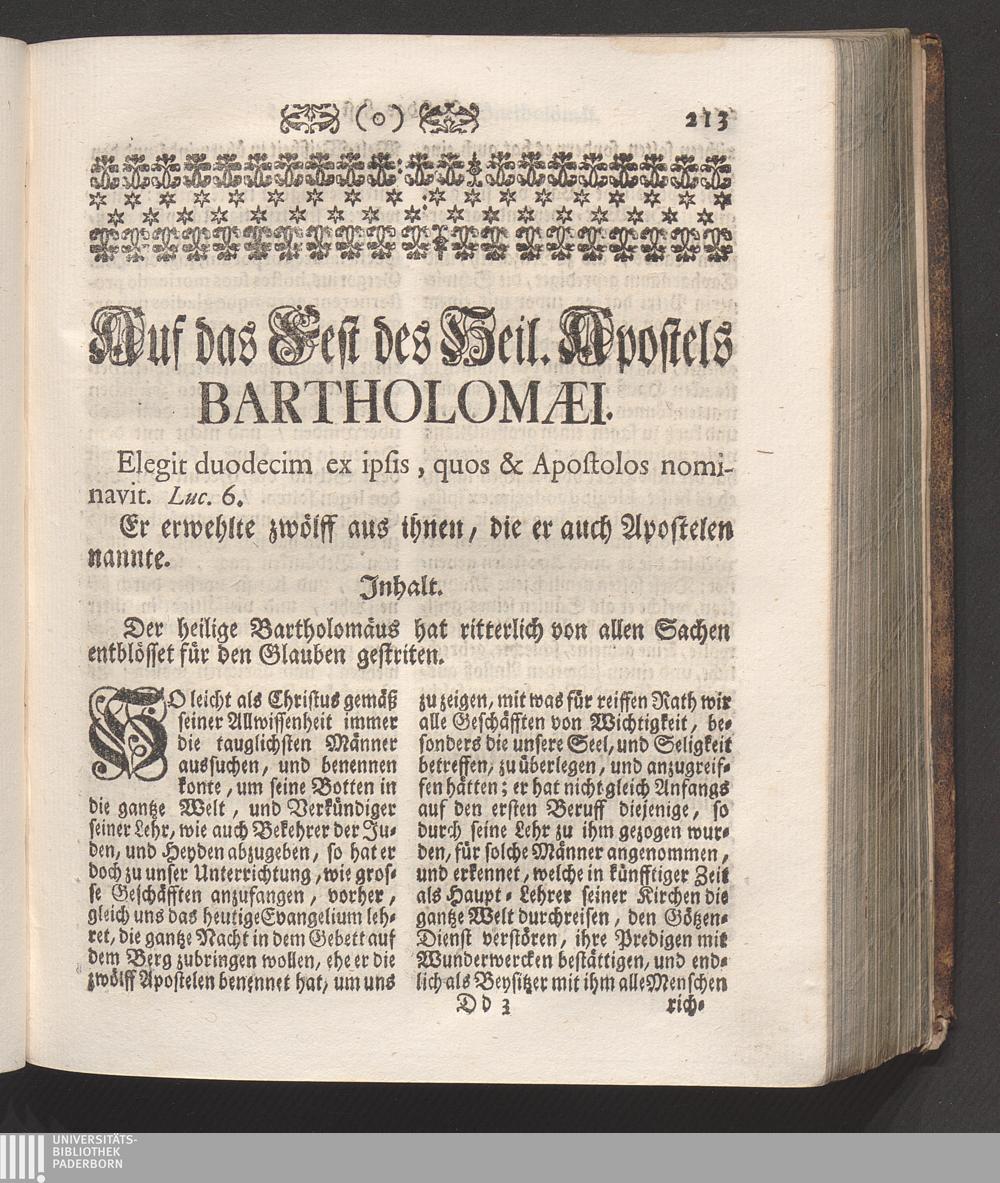 (o) 213
Auf das Fest des Heil. Apostels
BARTHOLOMÆI.
Elegit duodecim ex ipſis, quos & Apoſtolos nomi-
navit. Luc. 6.
Er erwehlte zwölff aus ihnen, die er auch Apostelen
nannte.
Inhalt.
Der heilige Bartholomäus hat ritterlich von allen Sachen
entblösset für den Glauben gestriten.
SO leicht als Christus gemäß
seiner Allwissenheit immer
die tauglichsten Männer
aussuchen, und benennen
konte, um seine Botten in
die gantze Welt, und Verkündiger
seiner Lehr, wie auch Bekehrer der Ju-
den, und Heyden abzugeben, so hat er
doch zu unser Unterrichtung, wie gros-
se Geschäfften anzufangen, vorher,
gleich uns das heutige Evangelium leh-
ret, die gantze Nacht in dem Gebett auf
dem Berg zubringen wollen, ehe er die
zwölff Apostelen benennet hat, um uns
zu zeigen, mit was für reiffen Rath wir
alle Geschäfften von Wichtigkeit, be-
sonders die unsere Seel, und Seligkeit
betreffen, zu überlegen, und anzugreif-
fen hätten; er hat nicht gleich Anfangs
auf den ersten Beruff diejenige, so
durch seine Lehr zu ihm gezogen wur-
den, für solche Männer angenommen,
und erkennet, welche in künfftiger Zeit
als Haupt-Lehrer seiner Kirchen die
gantze Welt durchreisen, den Götzen-
Dienst verstören, ihre Predigen mit
Wunderwercken bestättigen, und end-
lich als Beysitzer mit ihm alle Menschen
Dd 3 rich-
UNIVERSITÄTS-
BIBLIOTHEK
PADERBORN